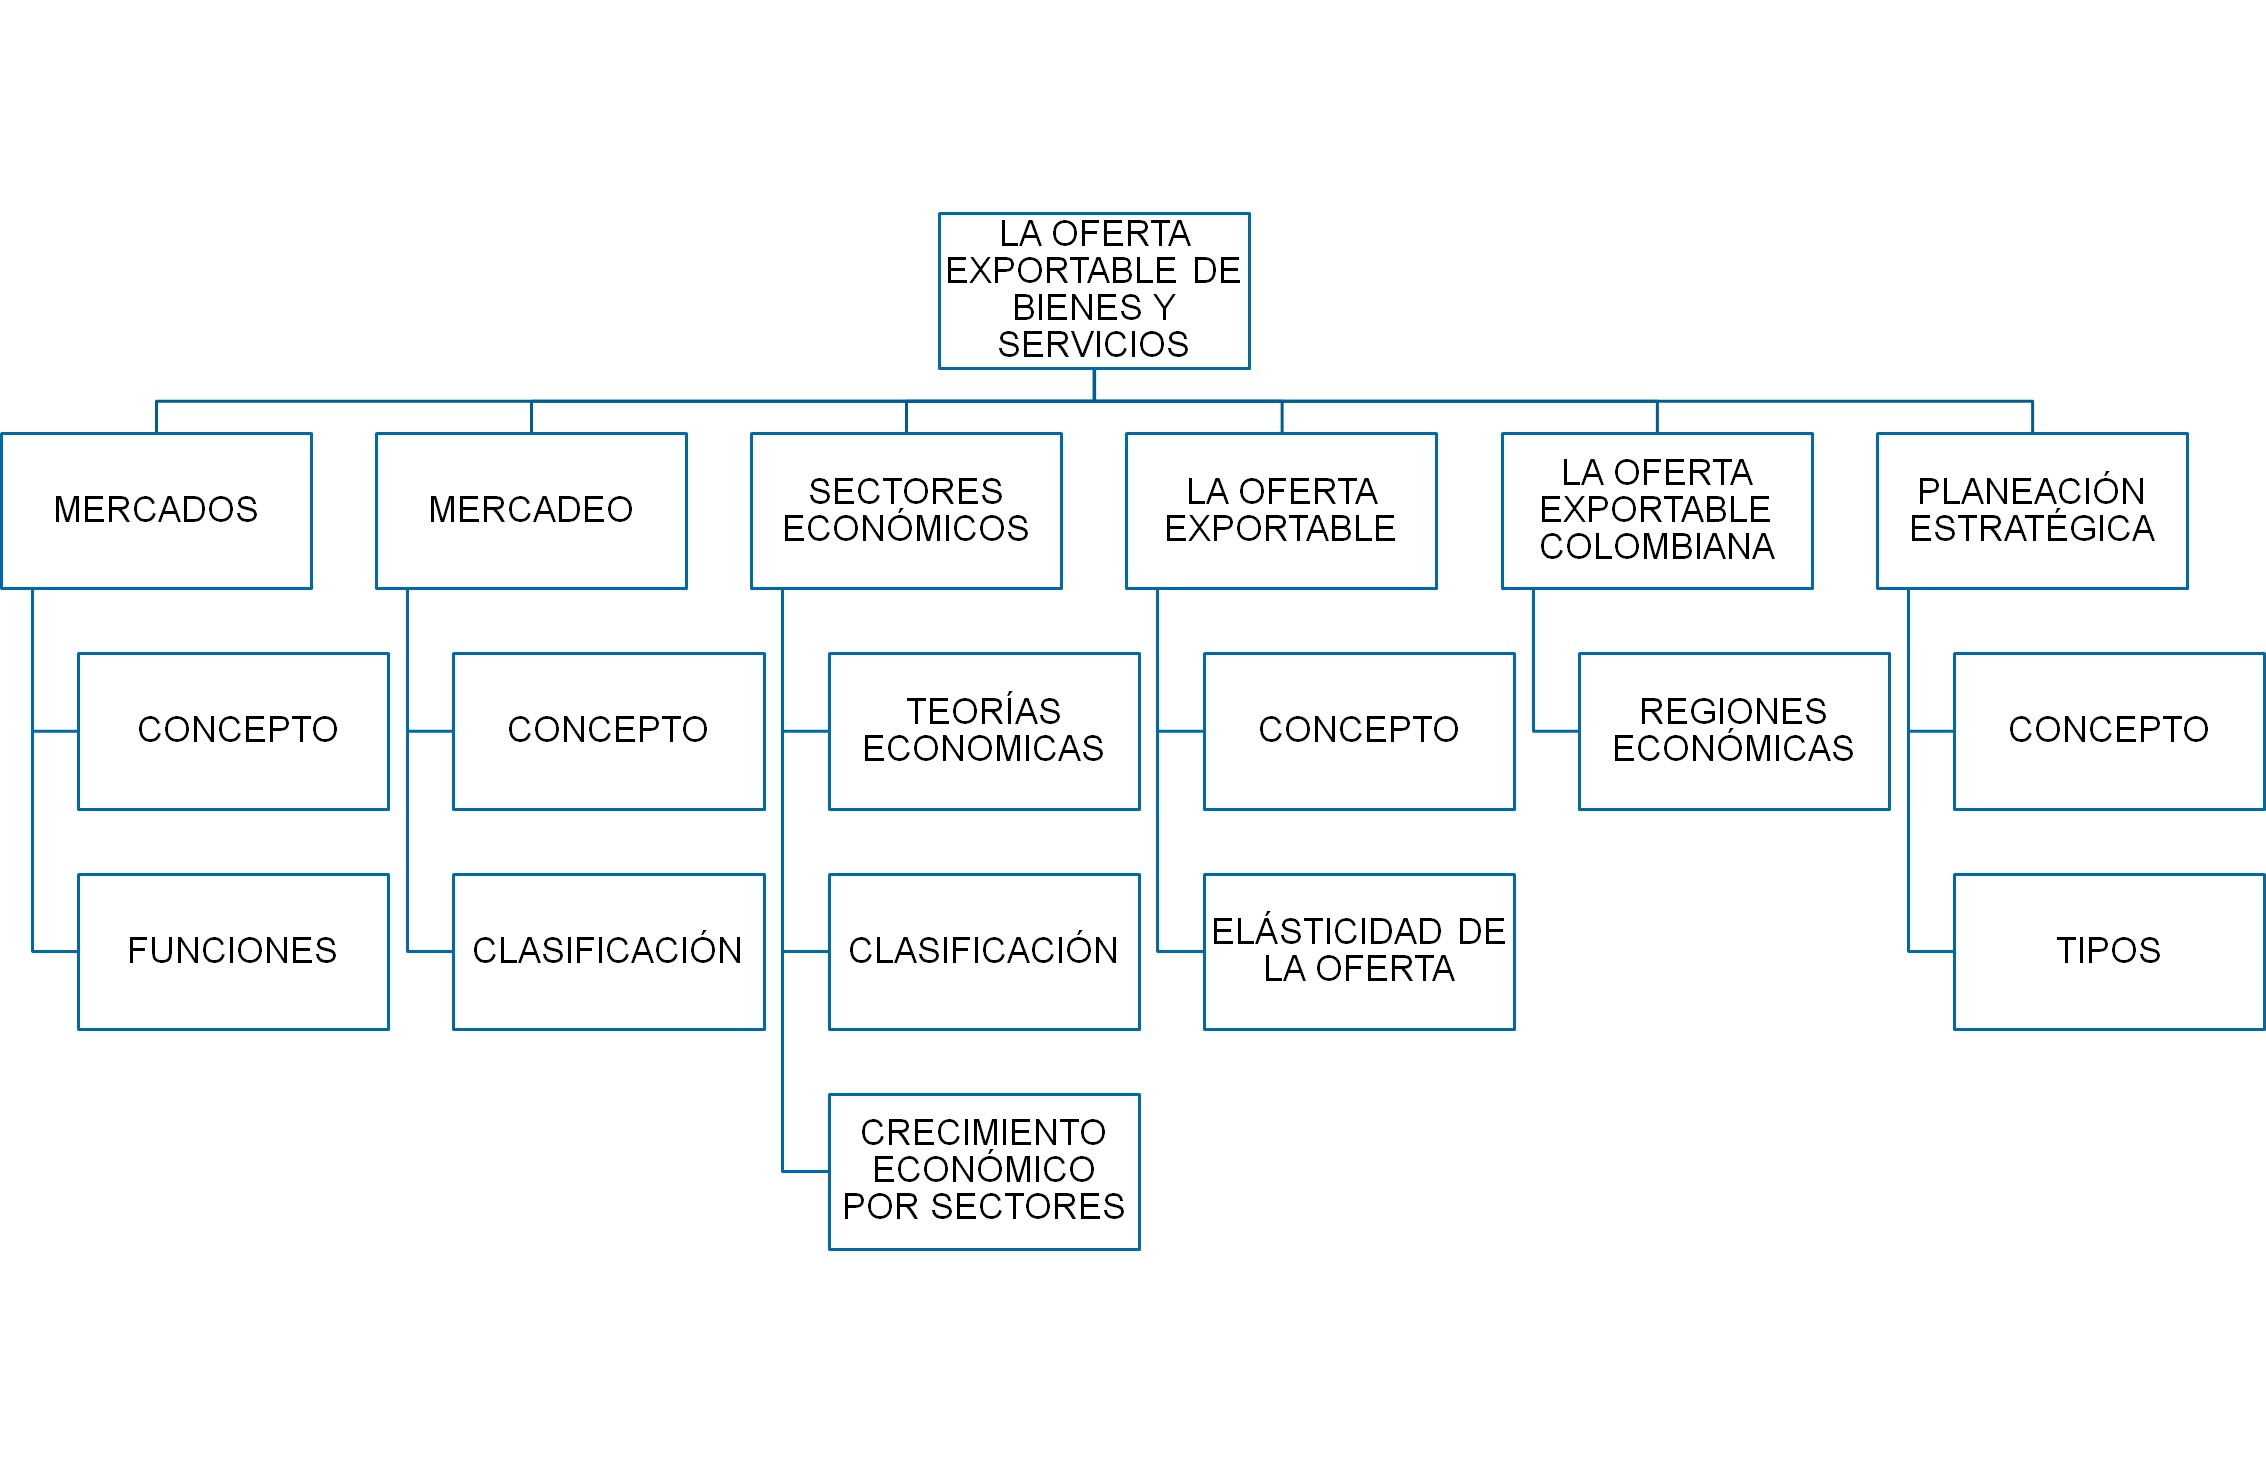 LA OFERTA
EXPORTABLE DE
BIENES Y
SERVICIOS
MERCADOS
MERCADEO
SECTORES
ECONÓMICOS
LA OFERTA
EXPORTABLE
LA OFERTA
EXPORTABLE
COLOMBIANA
PLANEACIÓN
ESTRATÉGICA
CONCEPTO
CONCEPTO
TEORÍAS
ECONOMICAS
CONCEPTO
REGIONES
ECONÓMICAS
CONCEPTO
FUNCIONES
CLASIFICACIÓN
CLASIFICACIÓN
ELÁSTICIDAD DE
LA OFERTA
TIPOS
CRECIMIENTO
ECONÓMICO
POR SECTORES